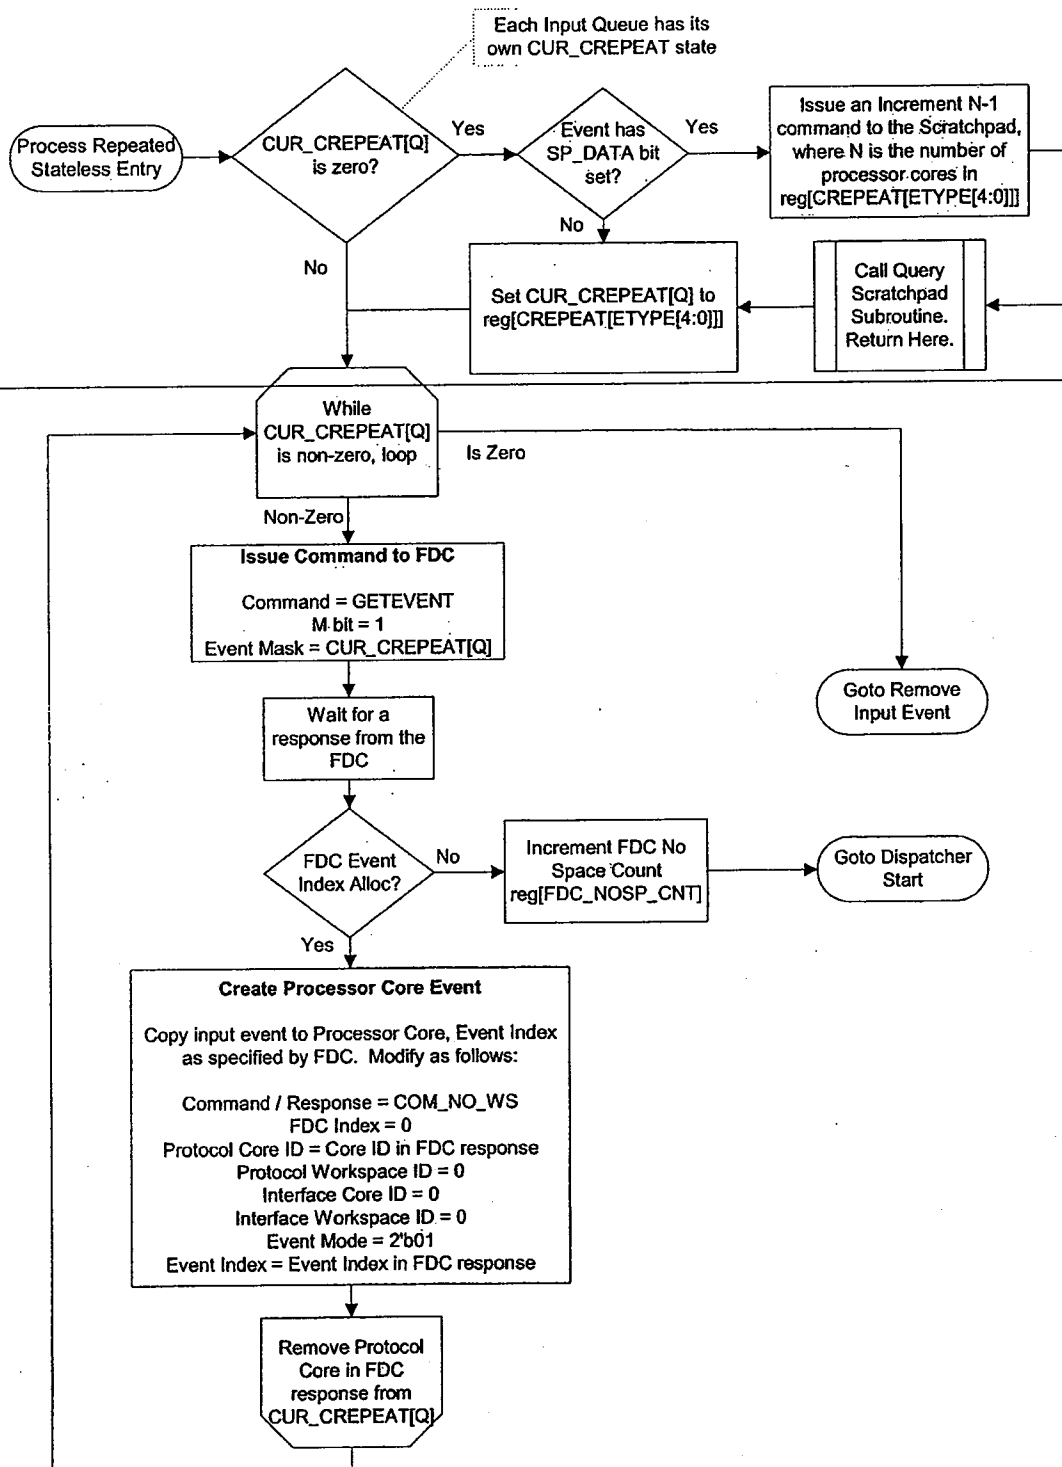 Each Input Queue has its
own CUR_CREPEAT state
Process Repeated
Stateless Entry
CUR_CREPEAT[Q]
is zero?
Yes
No
Event has
SP_DATA bit
set?
Yes
No
Issue an Increment N-1
command to the Scratchpad,
where N is the number of
processor cores in
reg[CREPEAT[ETYPE[4:0]]]
Set CUR_CREPEAT[Q] to
reg[CREPEAT[ETYPE[4:0]]]
Call Query
Scratchpad
Subroutine.
Return Here.
While
CUR_CREPEAT[Q]
is non-zero, loop
Is Zero
Non-Zero
Issue Command to FDC
Command = GETEVENT
M bit = 1
Event Mask = CUR_CREPEAT[Q]
Goto Remove
Input Event
Wait for a
response from the
FDC
FDC Event
Index Alloc?
No
Yes
Increment FDC No
Space Count
reg[FDC_NOSP_CNT]
Goto Dispatcher
Start
Create Processor Core Event
Copy input event to Processor Core, Event Index
as specified by FDC. Modify as follows:
Command / Response = COM_NO_WS
FDC Index = 0
Protocol Core ID = Core ID in FDC response
Protocol Workspace ID = 0
Interface Core ID = 0
Interface Workspace ID = 0
Event Mode = 2'b01
Event Index = Event Index in FDC response
Remove Protocol
Core in FDC
response from
CUR_CREPEAT[Q]